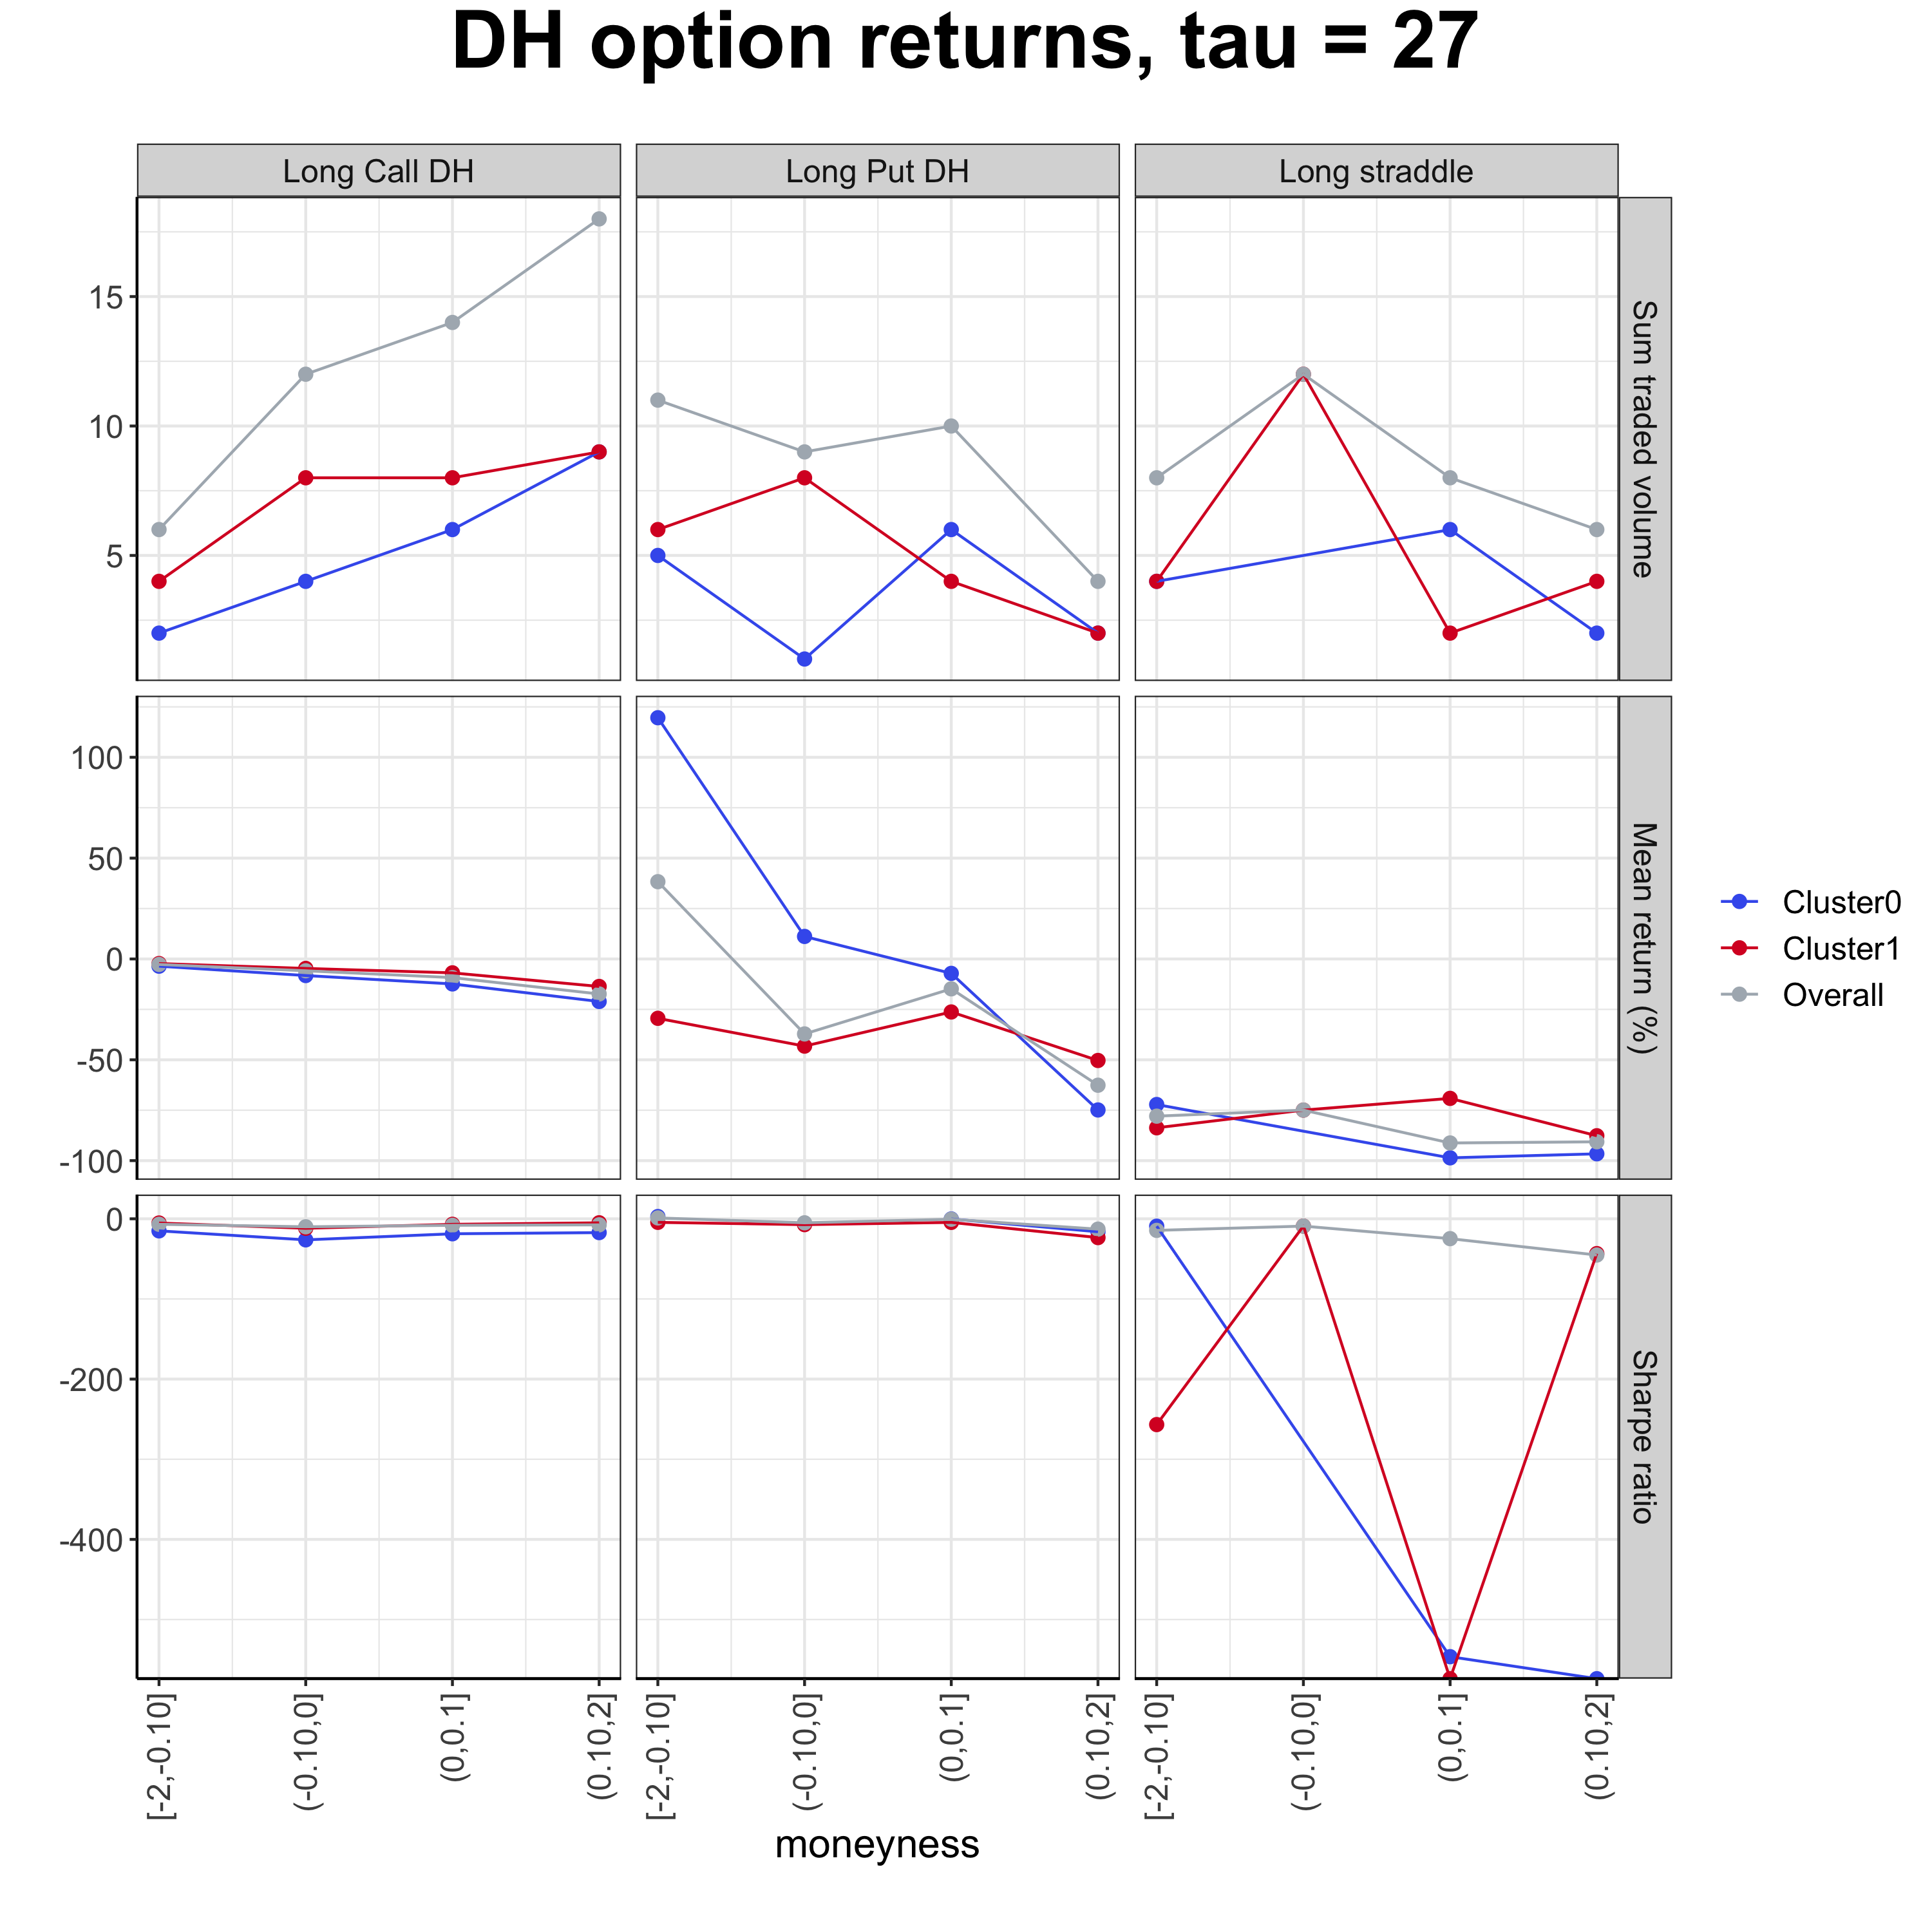 DH option returns, tau = 27
Long Call DH
Long Put DH
Long straddle
15
10
5
Sum traded volume
100
50
0
-50
-100
Mean return (%)
0
-200
-400
Sharpe ratio
[-2,-0.10]
(-0.10,0]
(0,0.1]
(0.10,2]
[-2,-0.10]
(-0.10,0]
(0,0.1]
(0.10,2]
[-2,-0.10]
(-0.10,0]
(0,0.1]
(0.10,2]
moneyness
Cluster0
Cluster1
Overall